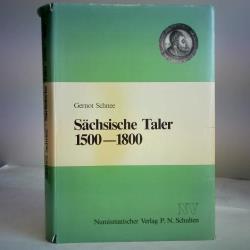 Gernot Schnee
Sächsische Taler
1500—1800
NV
Numismatischer Verlag P. N. Schulten